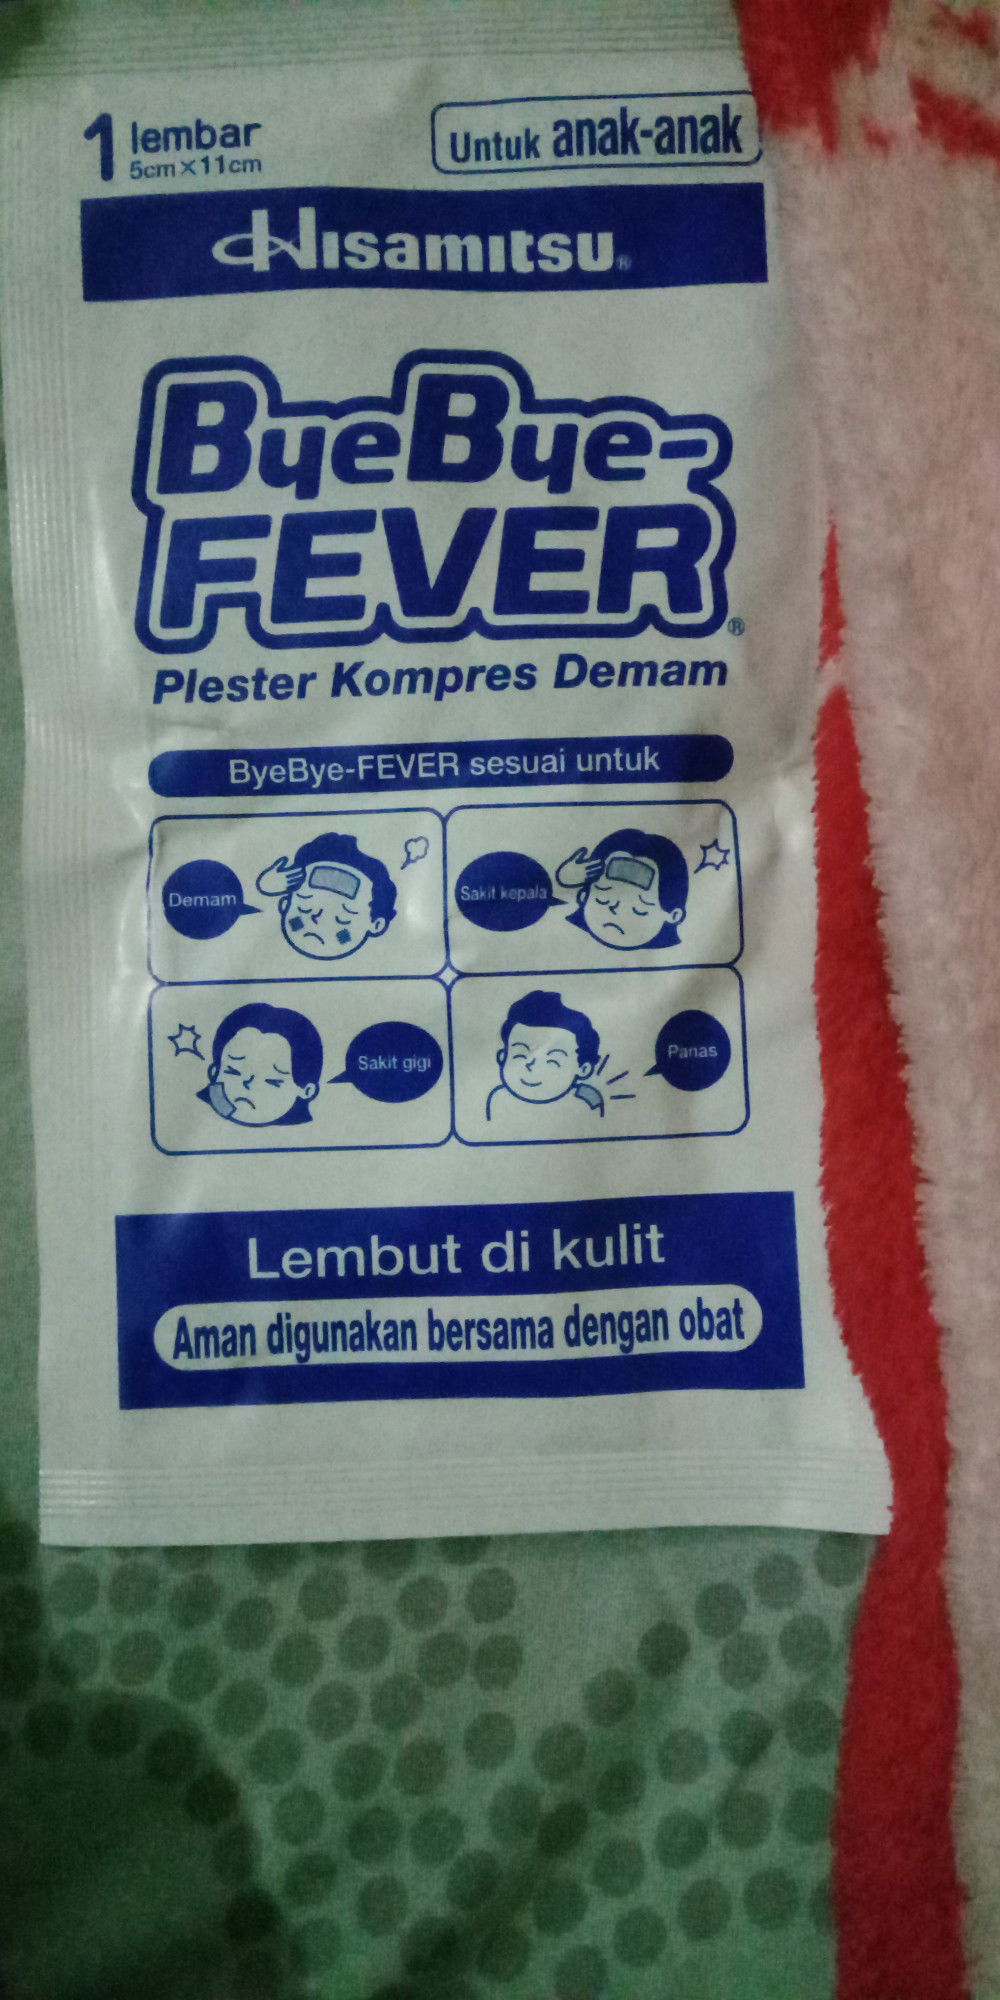 1 lembar
5cm×11cm
Untuk anak-anak
HISAMITSU®
ByeBye-
FEVER®
Plester Kompres Demam
ByeBye-FEVER sesuai untuk
Demam
Sakit kepala
Sakit gigi
Panas
Lembut di kulit
Aman digunakan bersama dengan obat